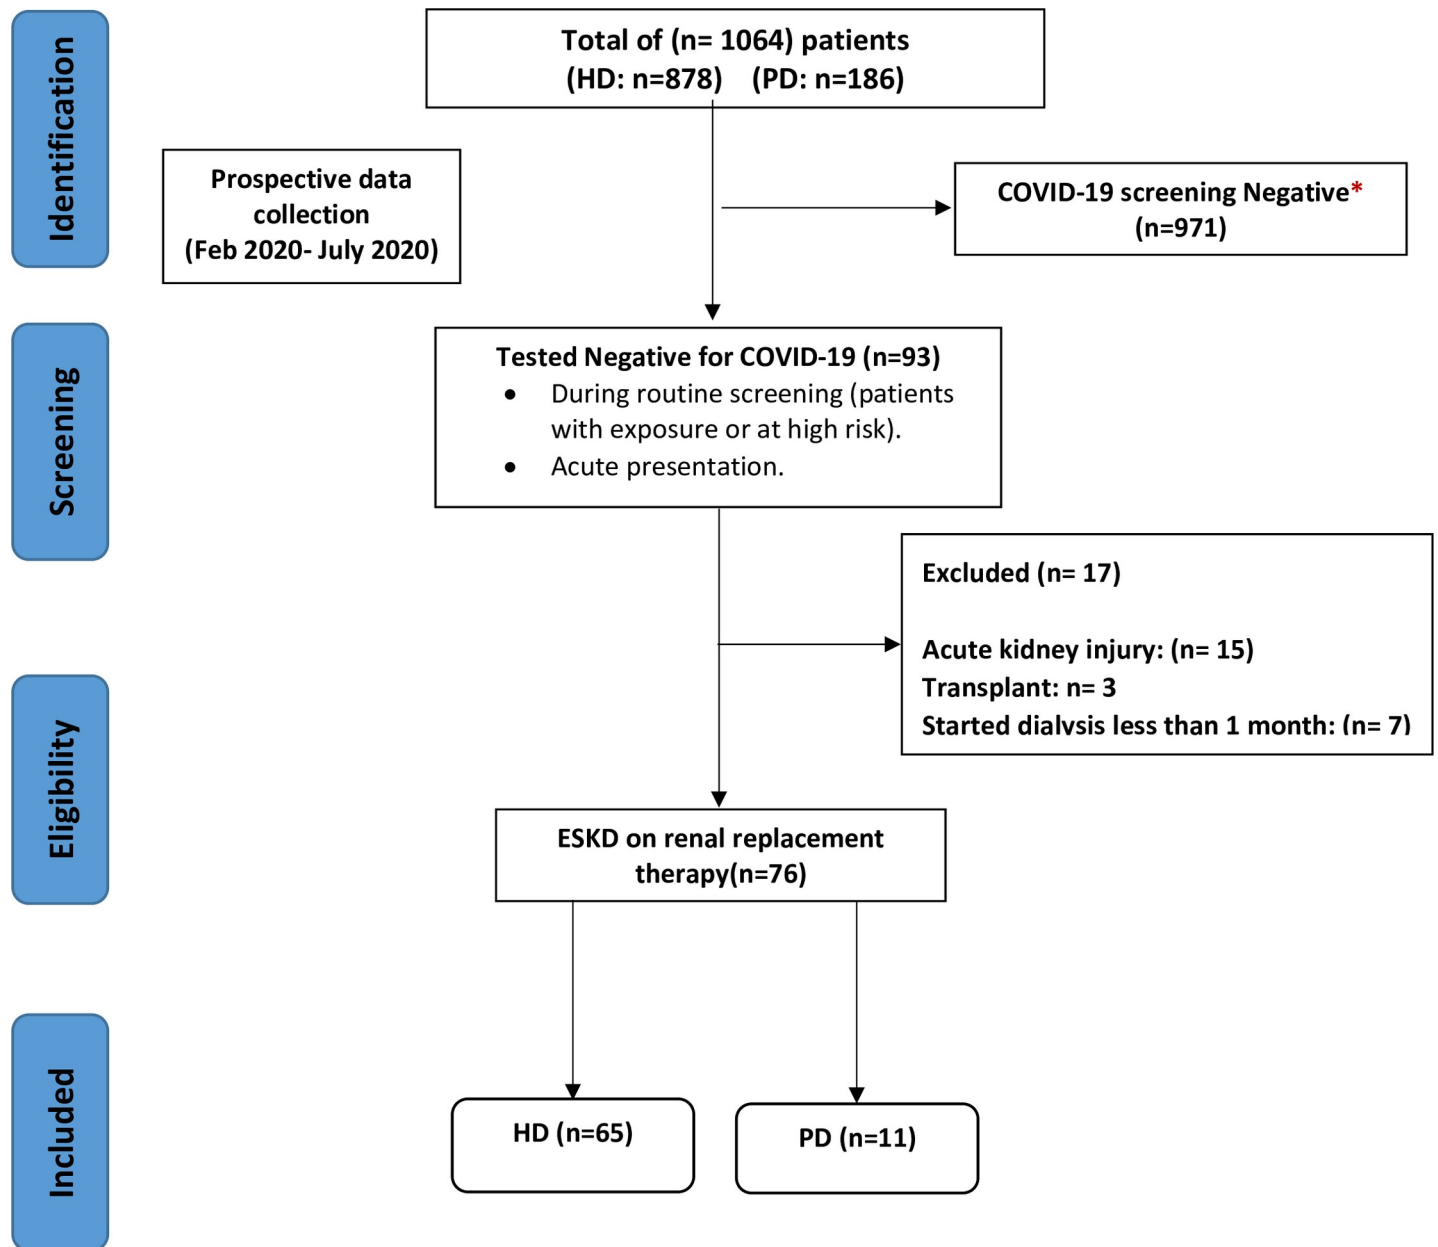 Identification
Total of (n= 1064) patients
(HD: n=878) (PD: n=186)
Prospective data
collection
(Feb 2020- July 2020)
COVID-19 screening Negative*
(n=971)
Screening
Tested Negative for COVID-19 (n=93)
• During routine screening (patients
with exposure or at high risk).
• Acute presentation.
Excluded (n= 17)
Acute kidney injury: (n= 15)
Transplant: n= 3
Started dialysis less than 1 month: (n= 7)
Eligibility
ESKD on renal replacement
therapy(n=76)
Included
HD (n=65)
PD (n=11)